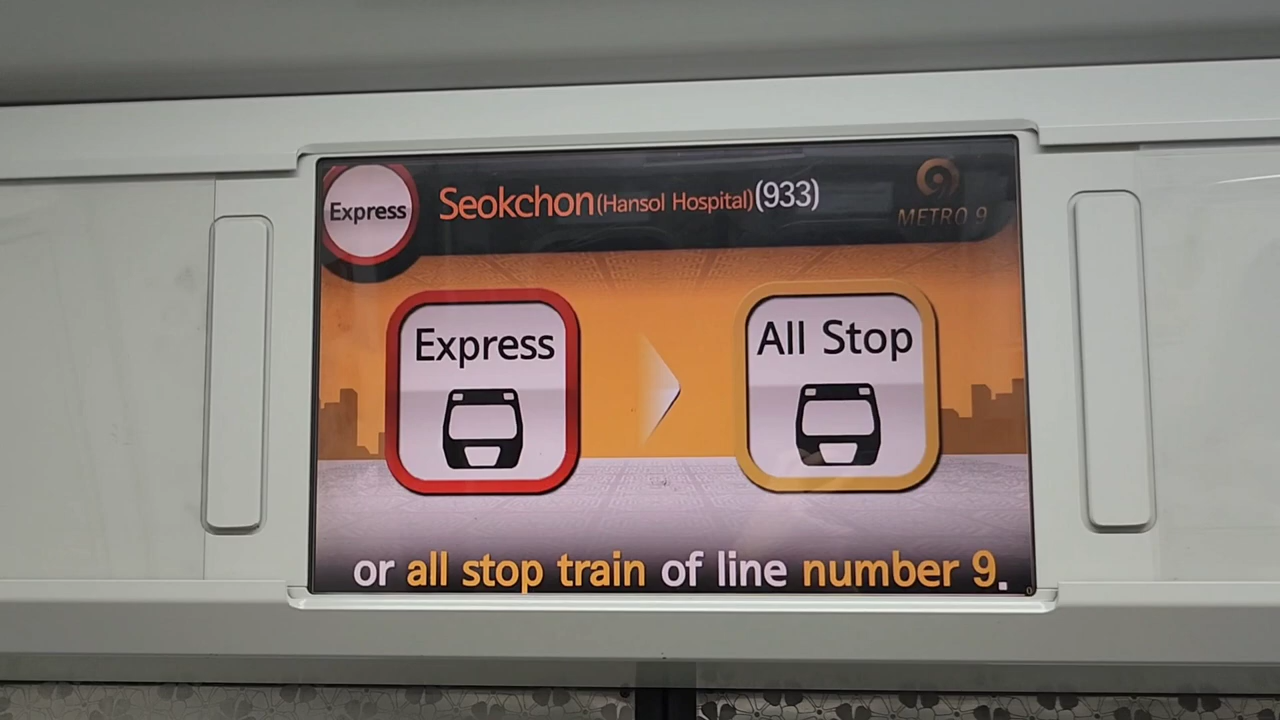 Express
Seokchon(Hansol Hospital)(933)
METRO 9
Express
All Stop
or all stop train of line number 9.